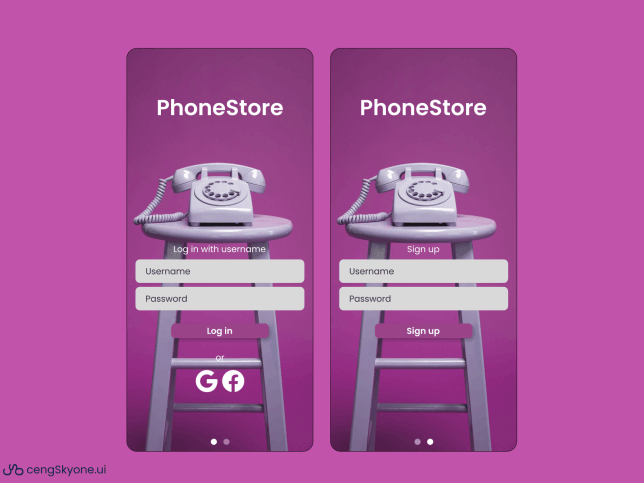 PhoneStore
Log in with username
Username
Password
Log in
or
PhoneStore
Sign up
Username
Password
Sign up
cengSkyone.ui